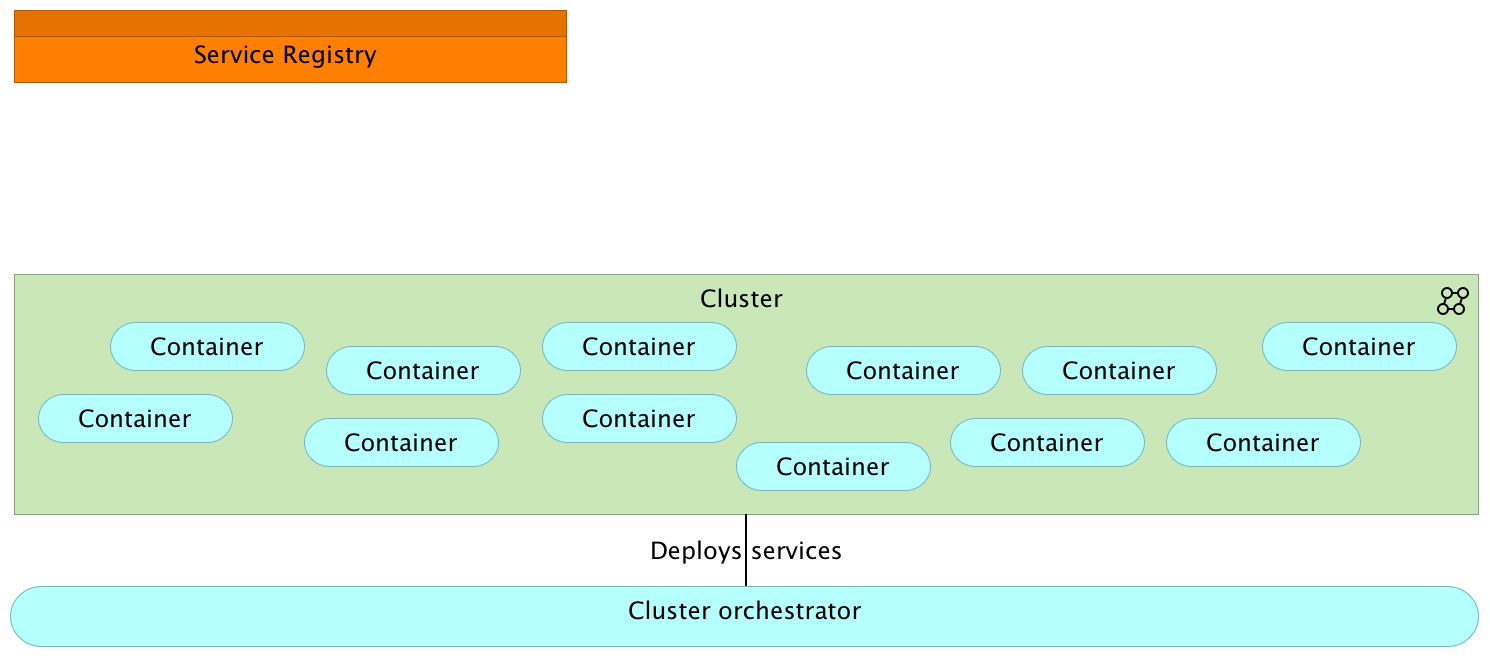 Service Registry
Cluster
Container
Container
Container
Container
Container
Container
Container
Container
Container
Container
Container
Container
Deploys services
Cluster orchestrator